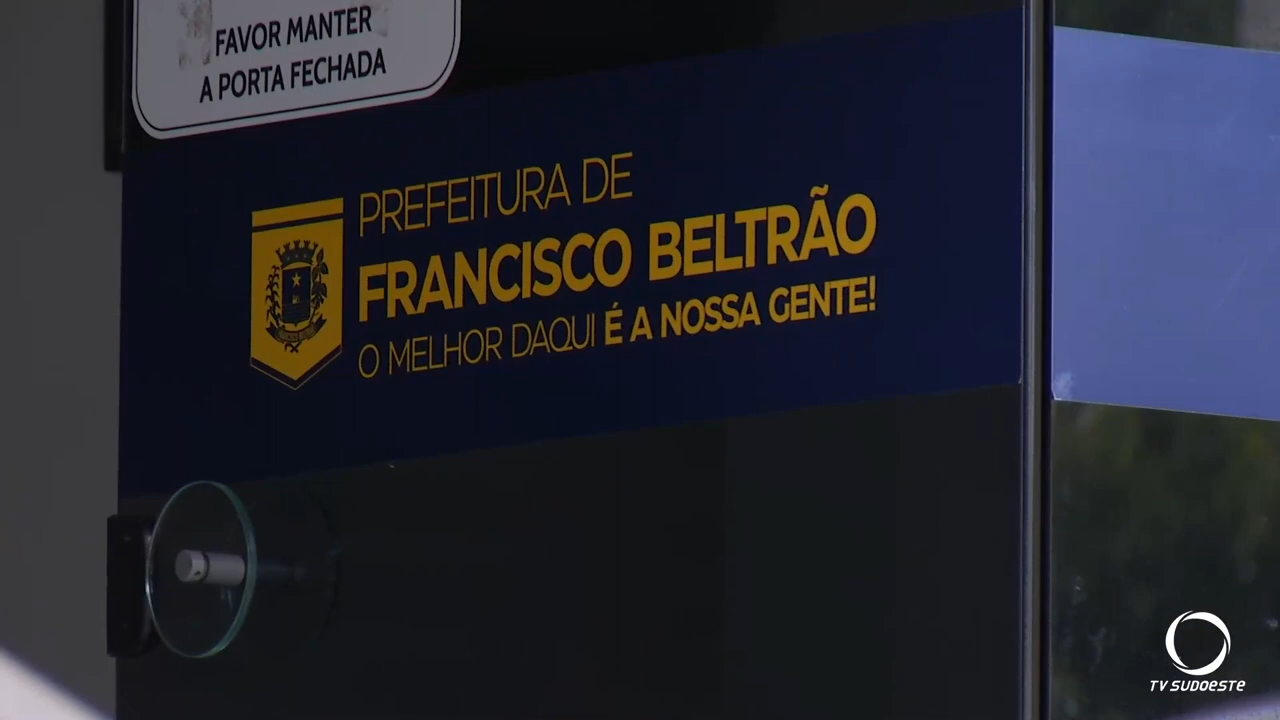 FAVOR MANTER
A PORTA FECHADA
PREFEITURA DE
FRANCISCO BELTRÃO
O MELHOR DAQUI É A NOSSA GENTE!
TV SUDOESTE